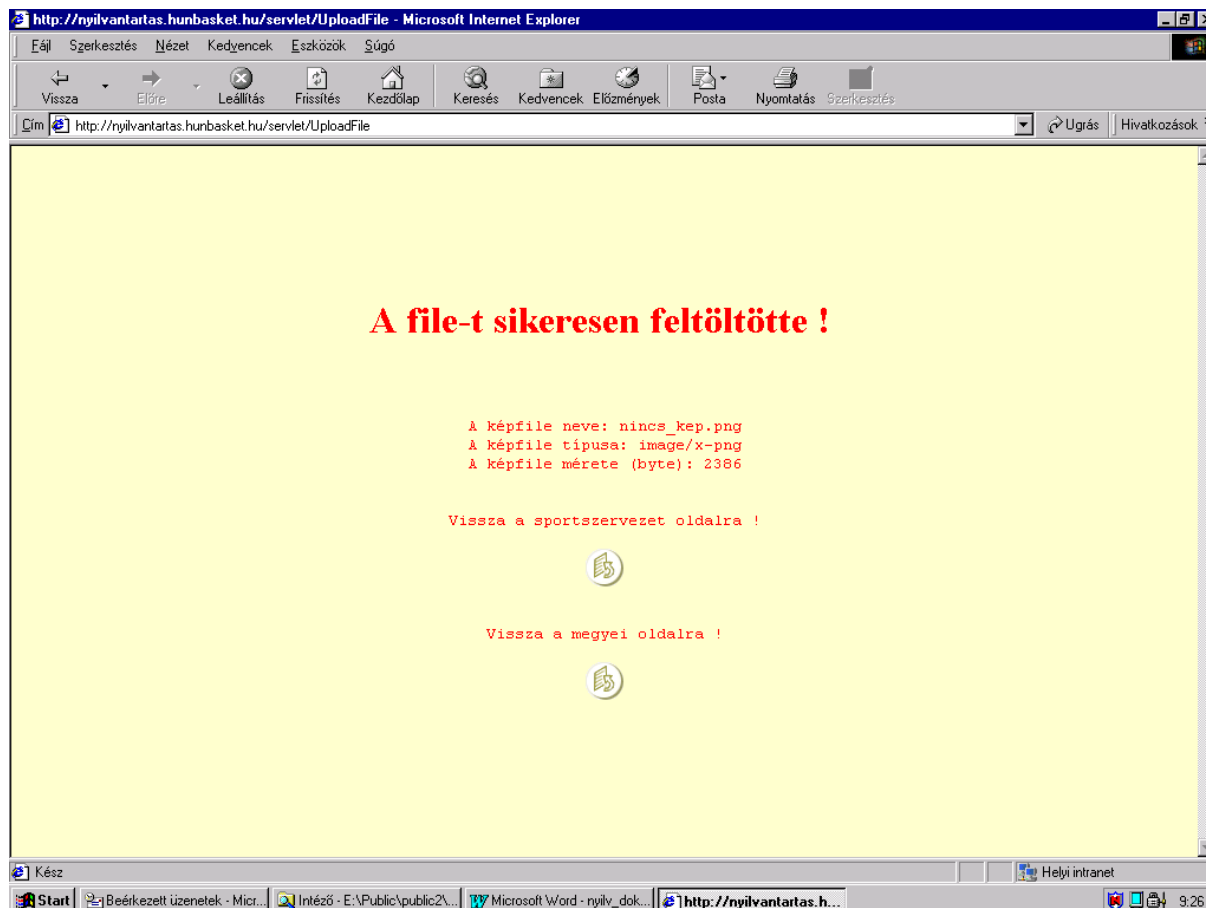 http://nyilvantartas.hunbasket.hu/servlet/UploadFile - Microsoft Internet Explorer
Fájl Szerkesztés Nézet Kedvencek Eszközök Súgó
Vissza Előre Leállítás Frissítés Kezdőlap Keresés Kedvencek Előzmények Posta Nyomtatás Szerkesztés
Cím http://nyilvantartas.hunbasket.hu/servlet/UploadFile Ugrás Hivatkozások
A file-t sikeresen feltöltötte !
A képfile neve: nincs_kep.png
A képfile típusa: image/x-png
A képfile mérete (byte): 2386
Vissza a sportszervezet oldalra !
Vissza a megyei oldalra !
Kész Helyi intranet
Start Beérkezett üzenetek - Micr... Intéző - E:\Public\public2\... Microsoft Word - nyilv_dok... http://nyilvantartas.h... 9:26